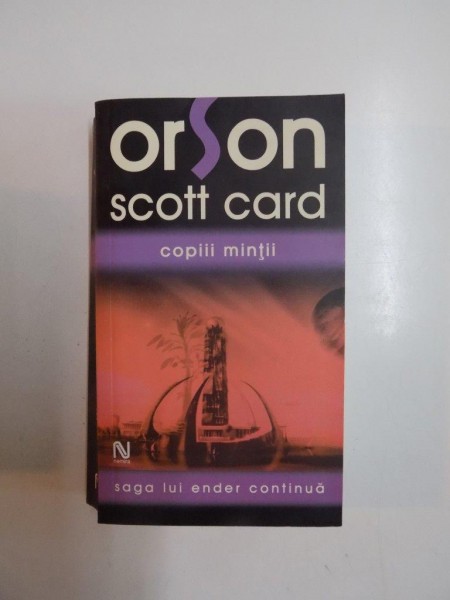 orson
scott card
copiii minţii
N
saga lui ender continuă